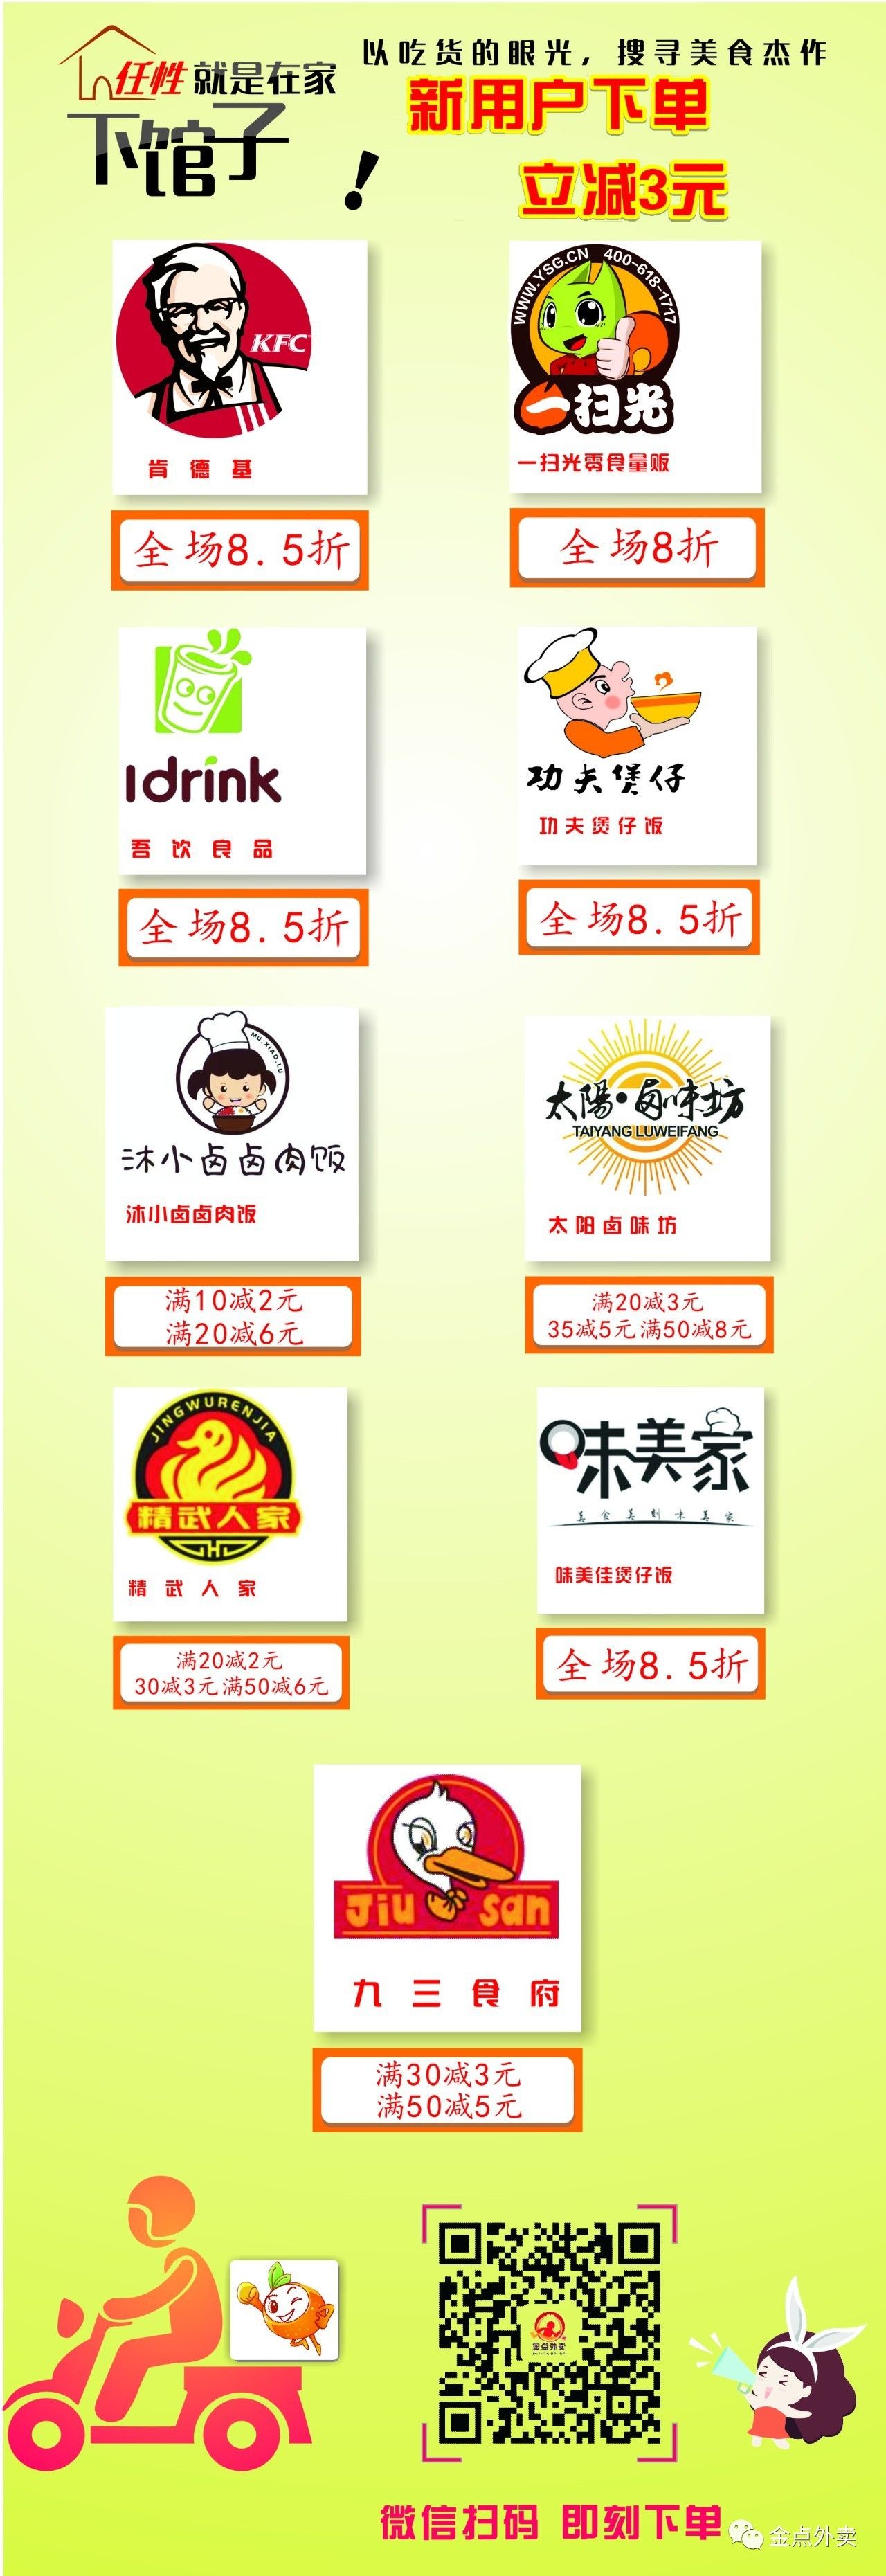 以吃货的眼光，搜寻美食杰作
任性就是在家
下馆子！
新用户下单
立减3元
KFC
肯德基
全场8.5折
WWW.YSG.CN 400-618-1717
一扫光
一扫光零食量贩
全场8折
Idrink
吾饮良品
全场8.5折
功夫煲仔
功夫煲仔饭
全场8.5折
MU.XIAO.LU
沐小卤卤肉饭
沐小卤卤肉饭
满10减2元
满20减6元
太陽·卤味坊
TAIYANG LUWEIFANG
太阳卤味坊
满20减3元
35减5元满50减8元
JINGWURENJIA
精武人家
精武人家
满20减2元
30减3元满50减6元
味美家
美食美刻味美家
味美佳煲仔饭
全场8.5折
Jiu San
九三食府
满30减3元
满50减5元
金点外卖
微信扫码 即刻下单
金点外卖